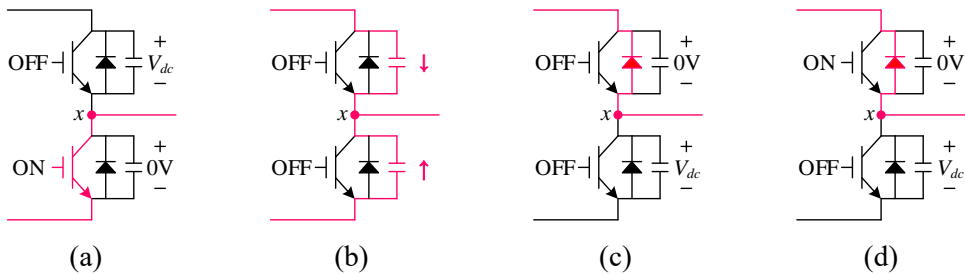 OFF
+
V_dc
−
x
ON
+
0V
−
(a)
OFF
↓
x
OFF
↑
(b)
OFF
+
0V
−
x
OFF
+
V_dc
−
(c)
ON
+
0V
−
x
OFF
+
V_dc
−
(d)